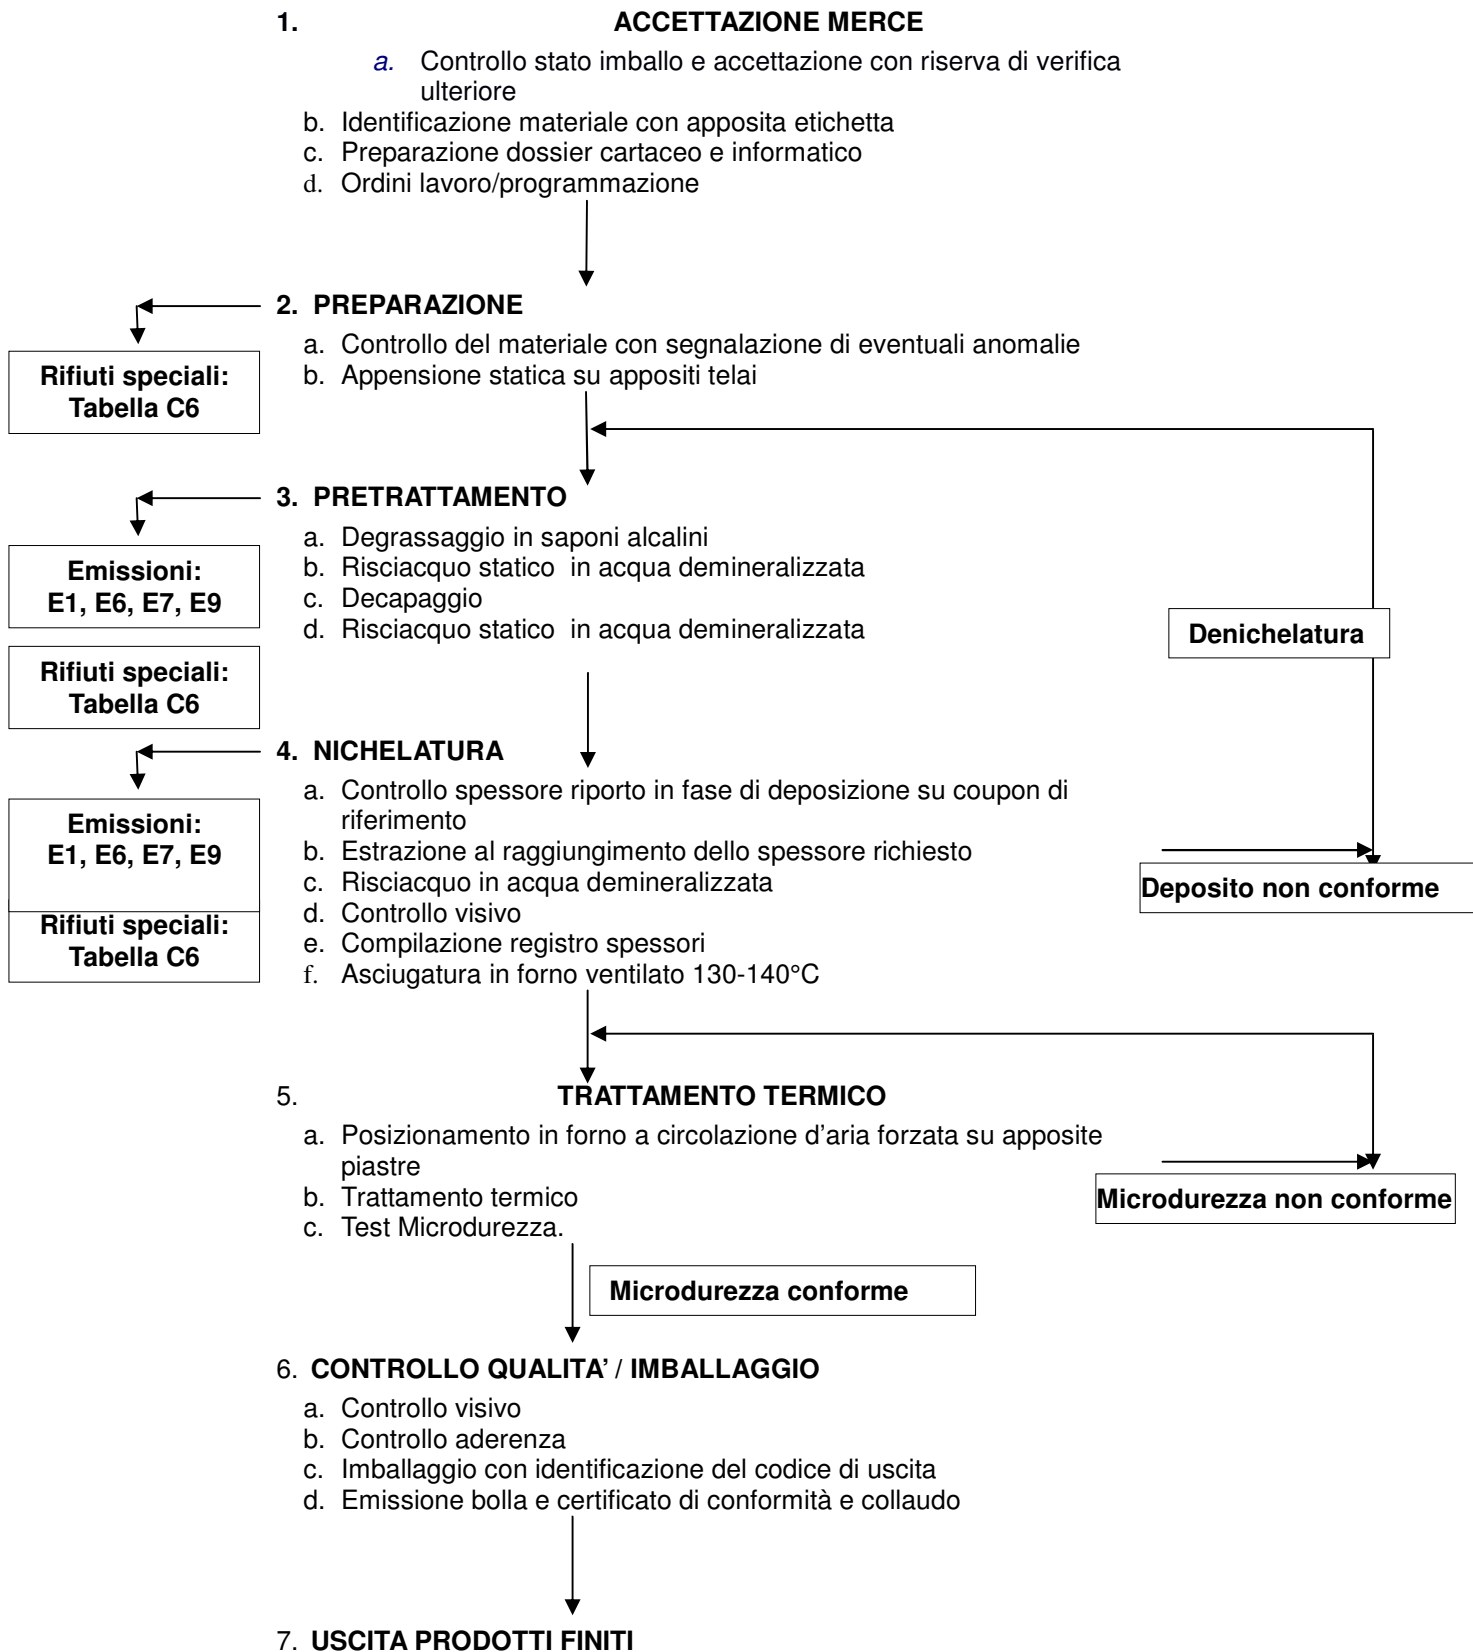 1. ACCETTAZIONE MERCE
a. Controllo stato imballo e accettazione con riserva di verifica
ulteriore
b. Identificazione materiale con apposita etichetta
c. Preparazione dossier cartaceo e informatico
d. Ordini lavoro/programmazione
2. PREPARAZIONE
a. Controllo del materiale con segnalazione di eventuali anomalie
b. Appensione statica su appositi telai
Rifiuti speciali:
Tabella C6
3. PRETRATTAMENTO
a. Degrassaggio in saponi alcalini
b. Risciacquo statico in acqua demineralizzata
c. Decapaggio
d. Risciacquo statico in acqua demineralizzata
Emissioni:
E1, E6, E7, E9
Rifiuti speciali:
Tabella C6
Denichelatura
4. NICHELATURA
a. Controllo spessore riporto in fase di deposizione su coupon di
riferimento
b. Estrazione al raggiungimento dello spessore richiesto
c. Risciacquo in acqua demineralizzata
d. Controllo visivo
e. Compilazione registro spessori
f. Asciugatura in forno ventilato 130-140°C
Emissioni:
E1, E6, E7, E9
Rifiuti speciali:
Tabella C6
Deposito non conforme
5. TRATTAMENTO TERMICO
a. Posizionamento in forno a circolazione d'aria forzata su apposite
piastre
b. Trattamento termico
c. Test Microdurezza.
Microdurezza non conforme
Microdurezza conforme
6. CONTROLLO QUALITA' / IMBALLAGGIO
a. Controllo visivo
b. Controllo aderenza
c. Imballaggio con identificazione del codice di uscita
d. Emissione bolla e certificato di conformità e collaudo
7. USCITA PRODOTTI FINITI